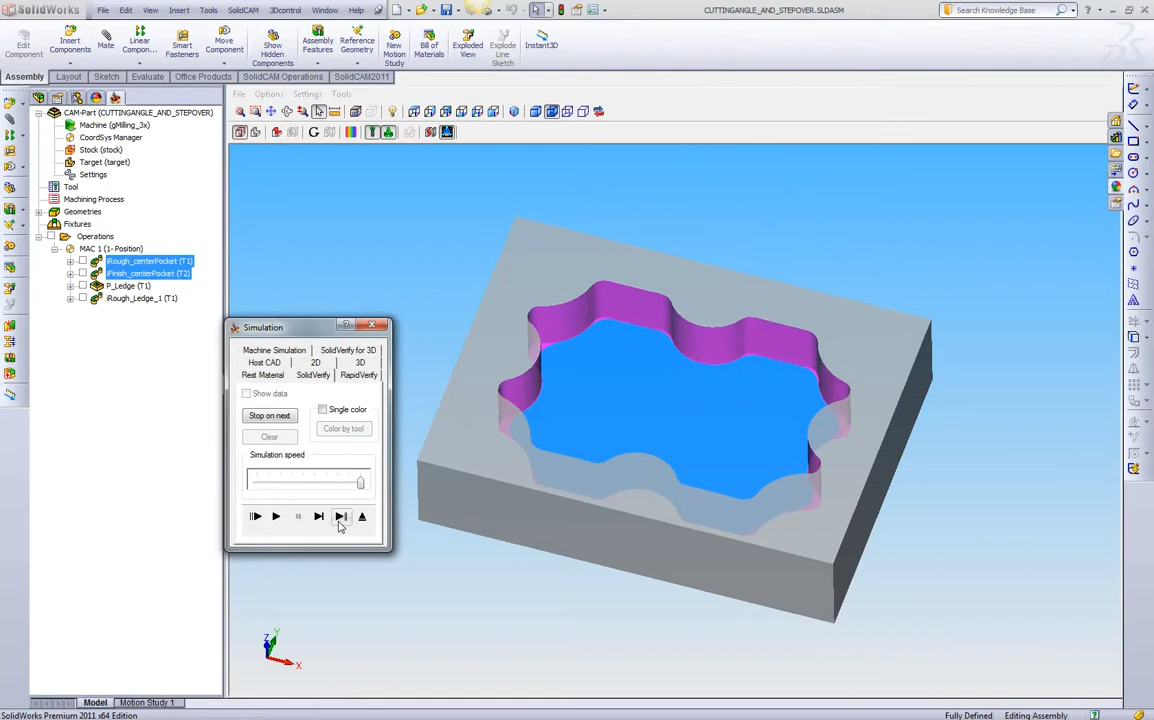 SolidWorks
File Edit View Insert Tools SolidCAM 3Dcontrol Window Help
CUTTINGANGLE_AND_STEPOVER.SLDASM
Search Knowledge Base
Edit Component
Insert Components
Mate
Linear Component...
Smart Fasteners
Move Component
Show Hidden Components
Assembly Features
Reference Geometry
New Motion Study
Bill of Materials
Exploded View
Explode Line Sketch
Instant3D
Assembly Layout Sketch Evaluate Office Products SolidCAM Operations SolidCAM2011
File Options Settings Tools
CAM-Part (CUTTINGANGLE_AND_STEPOVER)
Machine (gMilling_3x)
CoordSys Manager
Stock (stock)
Target (target)
Settings
Tool
Machining Process
Geometries
Fixtures
Operations
MAC 1 (1- Position)
iRough_centerPocket (T1)
iFinish_centerPocket (T2)
P_Ledge (T1)
iRough_Ledge_1 (T1)
Simulation
Machine Simulation SolidVerify for 3D
Host CAD 2D 3D
Rest Material SolidVerify RapidVerify
Show data
Stop on next
Single color
Clear
Color by tool
Simulation speed
Z Y X
Model Motion Study 1
SolidWorks Premium 2011 x64 Edition
Fully Defined
Editing Assembly